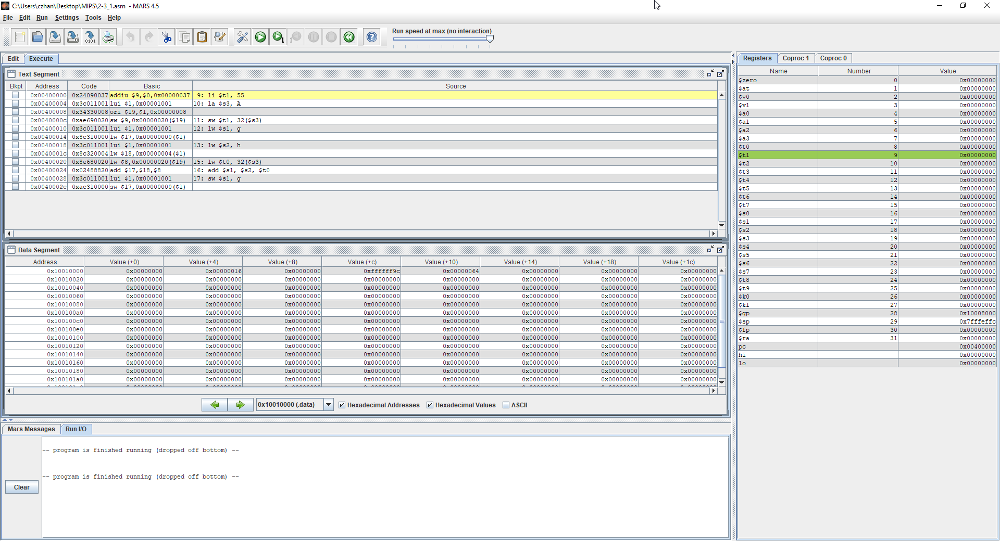 C:\Users\czhan\Desktop\MIPS\2-3_1.asm - MARS 4.5
File Edit Run Settings Tools Help
Run speed at max (no interaction)
Edit Execute
Text Segment
Bkpt Address Code Basic Source
0x00400000 0x24090037 addiu $9,$0,0x00000037 9: li $t1, 55
0x00400004 0x3c011001 lui $1,0x00001001 10: la $s3, A
0x00400008 0x34330008 ori $19,$1,0x00000008
0x0040000c 0xae690020 sw $9,0x00000020($19) 11: sw $t1, 32($s3)
0x00400010 0x3c011001 lui $1,0x00001001 12: lw $s1, g
0x00400014 0x8c310000 lw $17,0x00000000($1)
0x00400018 0x3c011001 lui $1,0x00001001 13: lw $s2, h
0x0040001c 0x8c320004 lw $18,0x00000004($1)
0x00400020 0x8e680020 lw $8,0x00000020($19) 15: lw $t0, 32($s3)
0x00400024 0x02488820 add $17,$18,$8 16: add $s1, $s2, $t0
0x00400028 0x3c011001 lui $1,0x00001001 17: sw $s1, g
0x0040002c 0xac310000 sw $17,0x00000000($1)
Data Segment
Address Value (+0) Value (+4) Value (+8) Value (+c) Value (+10) Value (+14) Value (+18) Value (+1c)
0x10010000 0x00000000 0x00000016 0x00000000 0xffffff9c 0x00000064 0x00000000 0x00000000 0x00000000
0x10010020 0x00000000 0x00000000 0x00000000 0x00000000 0x00000000 0x00000000 0x00000000 0x00000000
0x10010040 0x00000000 0x00000000 0x00000000 0x00000000 0x00000000 0x00000000 0x00000000 0x00000000
0x10010060 0x00000000 0x00000000 0x00000000 0x00000000 0x00000000 0x00000000 0x00000000 0x00000000
0x10010080 0x00000000 0x00000000 0x00000000 0x00000000 0x00000000 0x00000000 0x00000000 0x00000000
0x100100a0 0x00000000 0x00000000 0x00000000 0x00000000 0x00000000 0x00000000 0x00000000 0x00000000
0x100100c0 0x00000000 0x00000000 0x00000000 0x00000000 0x00000000 0x00000000 0x00000000 0x00000000
0x100100e0 0x00000000 0x00000000 0x00000000 0x00000000 0x00000000 0x00000000 0x00000000 0x00000000
0x10010100 0x00000000 0x00000000 0x00000000 0x00000000 0x00000000 0x00000000 0x00000000 0x00000000
0x10010120 0x00000000 0x00000000 0x00000000 0x00000000 0x00000000 0x00000000 0x00000000 0x00000000
0x10010140 0x00000000 0x00000000 0x00000000 0x00000000 0x00000000 0x00000000 0x00000000 0x00000000
0x10010160 0x00000000 0x00000000 0x00000000 0x00000000 0x00000000 0x00000000 0x00000000 0x00000000
0x10010180 0x00000000 0x00000000 0x00000000 0x00000000 0x00000000 0x00000000 0x00000000 0x00000000
0x100101a0 0x00000000 0x00000000 0x00000000 0x00000000 0x00000000 0x00000000 0x00000000 0x00000000
0x10010000 (.data) Hexadecimal Addresses Hexadecimal Values ASCII
Mars Messages Run I/O
-- program is finished running (dropped off bottom) --
-- program is finished running (dropped off bottom) --
Clear
Registers Coproc 1 Coproc 0
Name Number Value
$zero 0 0x00000000
$at 1 0x00000000
$v0 2 0x00000000
$v1 3 0x00000000
$a0 4 0x00000000
$a1 5 0x00000000
$a2 6 0x00000000
$a3 7 0x00000000
$t0 8 0x00000000
$t1 9 0x00000000
$t2 10 0x00000000
$t3 11 0x00000000
$t4 12 0x00000000
$t5 13 0x00000000
$t6 14 0x00000000
$t7 15 0x00000000
$s0 16 0x00000000
$s1 17 0x00000000
$s2 18 0x00000000
$s3 19 0x00000000
$s4 20 0x00000000
$s5 21 0x00000000
$s6 22 0x00000000
$s7 23 0x00000000
$t8 24 0x00000000
$t9 25 0x00000000
$k0 26 0x00000000
$k1 27 0x00000000
$gp 28 0x10008000
$sp 29 0x7fffeffc
$fp 30 0x00000000
$ra 31 0x00000000
pc 0x00400000
hi 0x00000000
lo 0x00000000